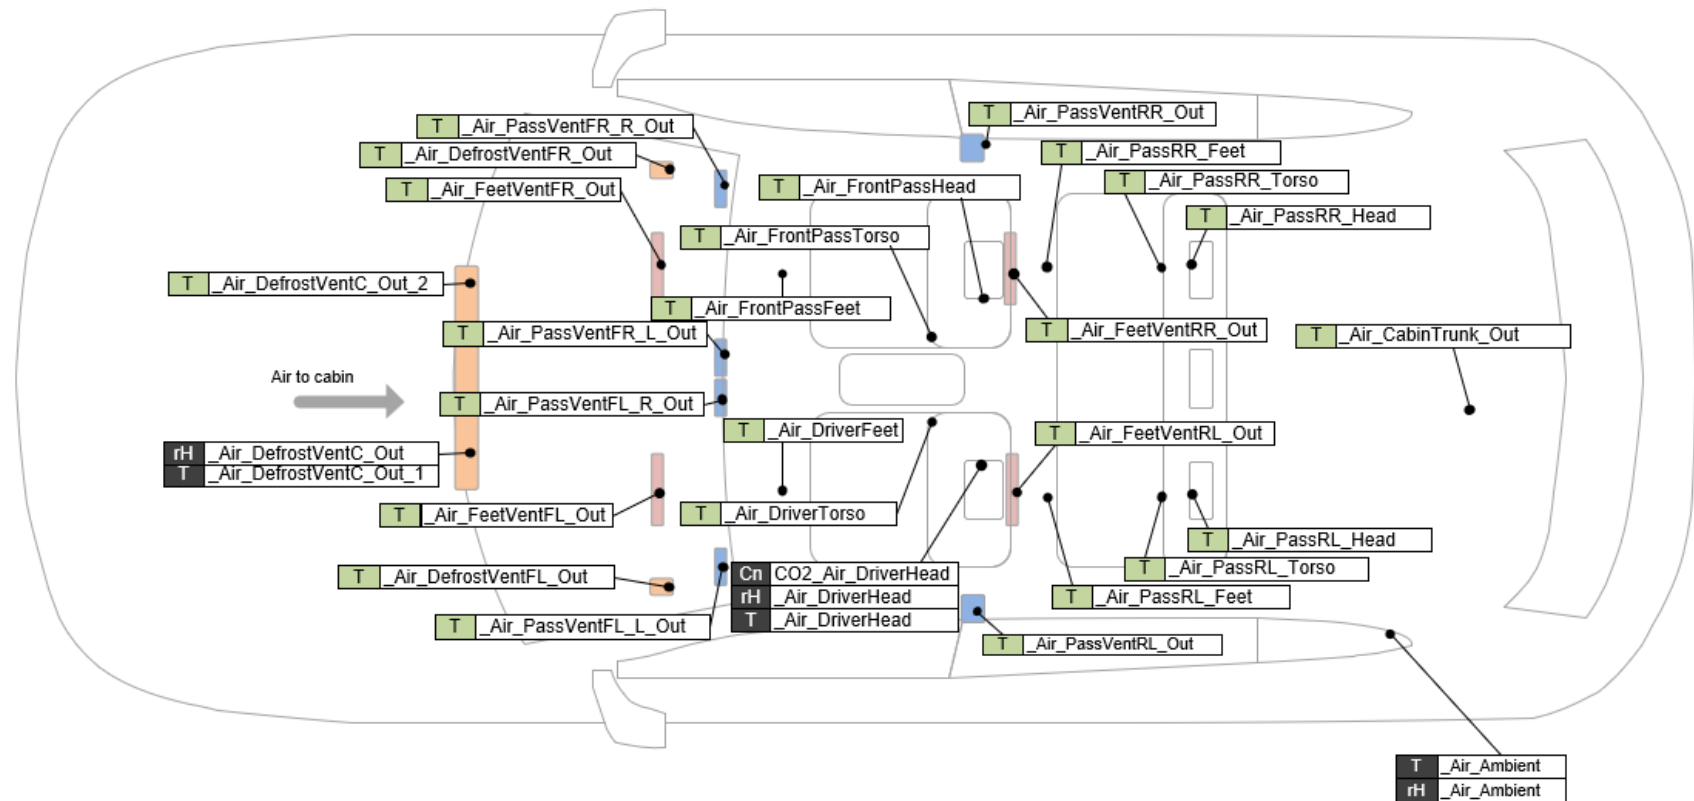 T _Air_PassVentRR_Out
T _Air_PassVentFR_R_Out
T _Air_DefrostVentFR_Out
T _Air_PassRR_Feet
T _Air_PassRR_Torso
T _Air_FeetVentFR_Out
T _Air_FrontPassHead
T _Air_PassRR_Head
T _Air_FrontPassTorso
T _Air_DefrostVentC_Out_2
T _Air_FrontPassFeet
T _Air_PassVentFR_L_Out
T _Air_FeetVentRR_Out
T _Air_CabinTrunk_Out
Air to cabin
T _Air_PassVentFL_R_Out
T _Air_DriverFeet
T _Air_FeetVentRL_Out
rH _Air_DefrostVentC_Out
T _Air_DefrostVentC_Out_1
T _Air_FeetVentFL_Out
T _Air_DriverTorso
T _Air_PassRL_Head
T _Air_PassRL_Torso
T _Air_DefrostVentFL_Out
Cn CO2_Air_DriverHead
rH _Air_DriverHead
T _Air_DriverHead
T _Air_PassRL_Feet
T _Air_PassVentFL_L_Out
T _Air_PassVentRL_Out
T _Air_Ambient
rH _Air_Ambient